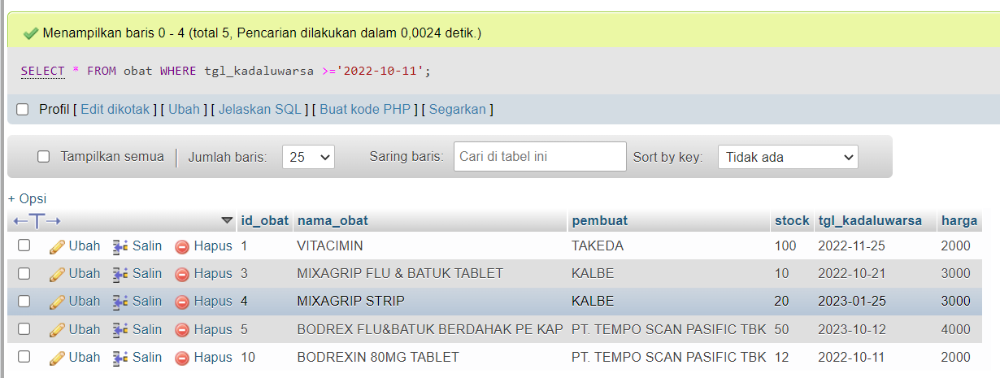 Menampilkan baris 0 - 4 (total 5, Pencarian dilakukan dalam 0,0024 detik.)
SELECT * FROM obat WHERE tgl_kadaluwarsa >='2022-10-11';
Profil [ Edit dikotak ] [ Ubah ] [ Jelaskan SQL ] [ Buat kode PHP ] [ Segarkan ]
Tampilkan semua | Jumlah baris: 25 Saring baris: Cari di tabel ini Sort by key: Tidak ada
+ Opsi
←T→ id_obat nama_obat pembuat stock tgl_kadaluwarsa harga
Ubah Salin Hapus 1 VITACIMIN TAKEDA 100 2022-11-25 2000
Ubah Salin Hapus 3 MIXAGRIP FLU & BATUK TABLET KALBE 10 2022-10-21 3000
Ubah Salin Hapus 4 MIXAGRIP STRIP KALBE 20 2023-01-25 3000
Ubah Salin Hapus 5 BODREX FLU&BATUK BERDAHAK PE KAP PT. TEMPO SCAN PASIFIC TBK 50 2023-10-12 4000
Ubah Salin Hapus 10 BODREXIN 80MG TABLET PT. TEMPO SCAN PASIFIC TBK 12 2022-10-11 2000